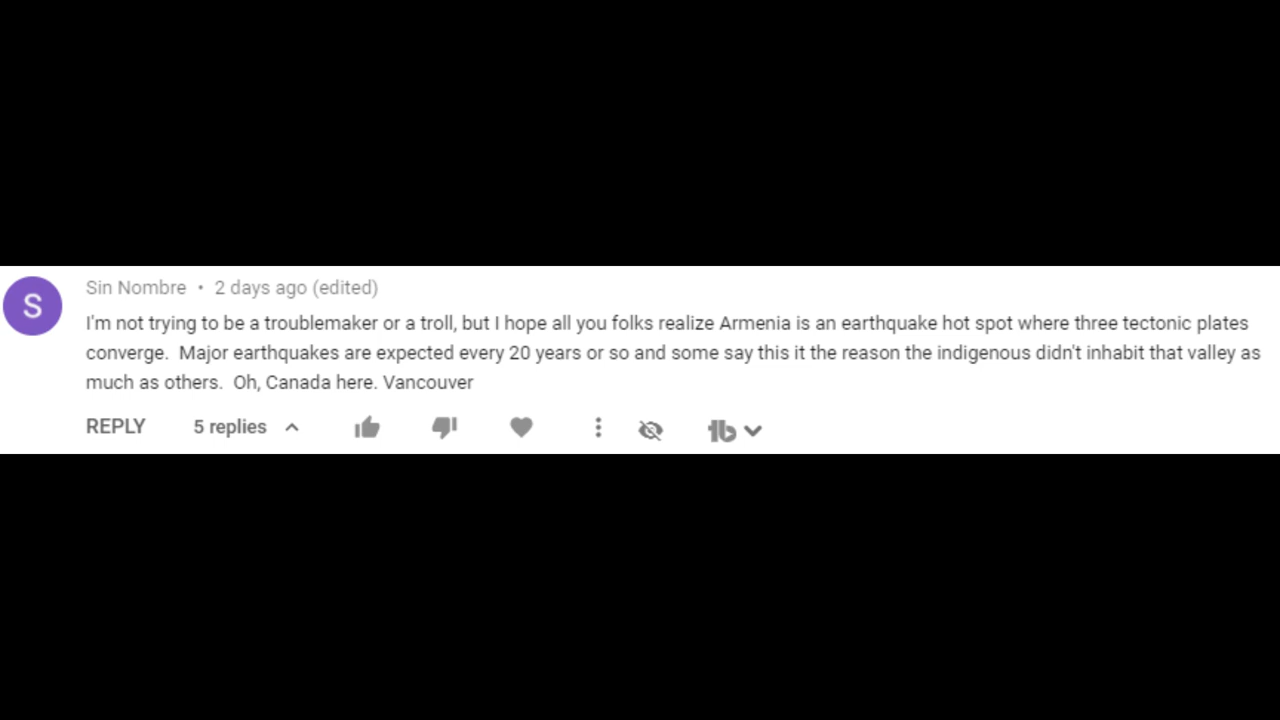 S
Sin Nombre • 2 days ago (edited)
I'm not trying to be a troublemaker or a troll, but I hope all you folks realize Armenia is an earthquake hot spot where three tectonic plates
converge.  Major earthquakes are expected every 20 years or so and some say this it the reason the indigenous didn't inhabit that valley as
much as others.  Oh, Canada here. Vancouver
REPLY 5 replies